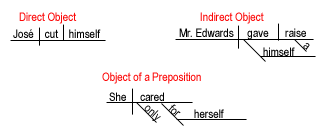 Direct Object
José cut himself
Indirect Object
Mr. Edwards gave raise
a
himself
Object of a Preposition
She cared
only for herself